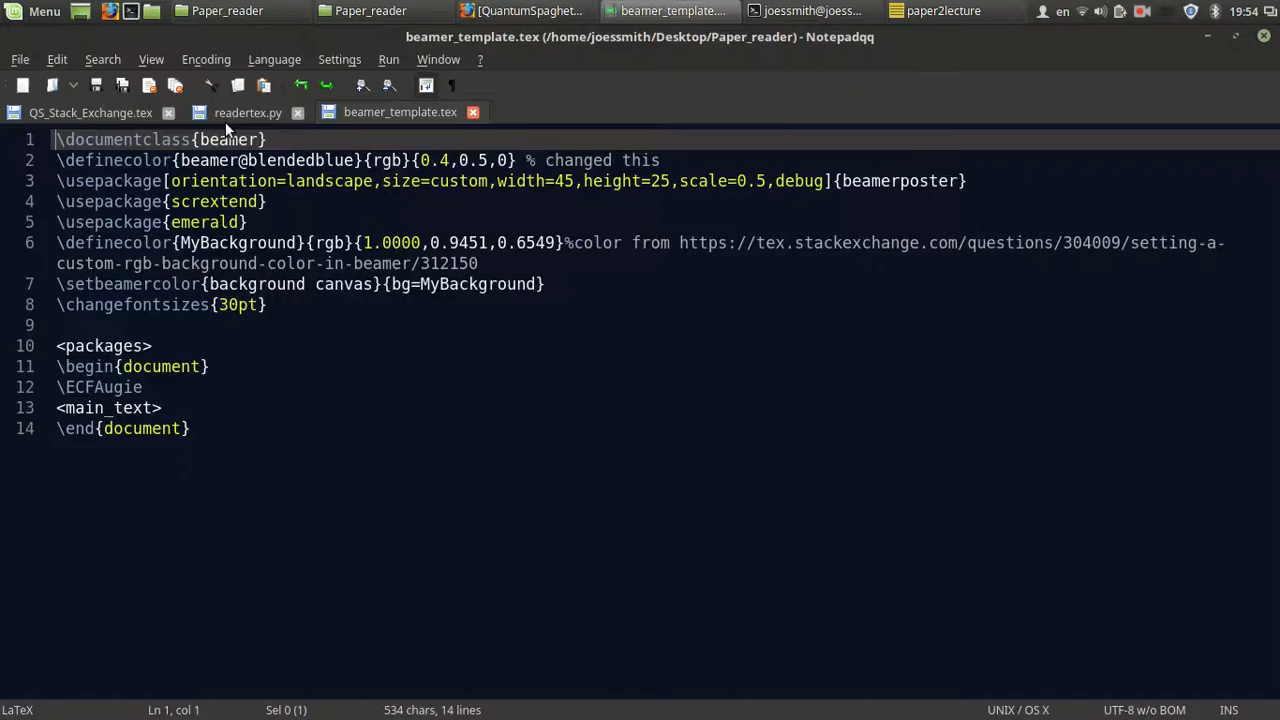 Menu
Paper_reader
Paper_reader
[QuantumSpaghet...
beamer_template....
joessmith@joess...
paper2lecture
en
19:54
beamer_template.tex (/home/joessmith/Desktop/Paper_reader) - Notepadqq
File Edit Search View Encoding Language Settings Run Window ?
QS_Stack_Exchange.tex
readertex.py
beamer_template.tex
1 \documentclass{beamer}
2 \definecolor{beamer@blendedblue}{rgb}{0.4,0.5,0} % changed this
3 \usepackage[orientation=landscape,size=custom,width=45,height=25,scale=0.5,debug]{beamerposter}
4 \usepackage{scrextend}
5 \usepackage{emerald}
6 \definecolor{MyBackground}{rgb}{1.0000,0.9451,0.6549}%color from https://tex.stackexchange.com/questions/304009/setting-a-
custom-rgb-background-color-in-beamer/312150
7 \setbeamercolor{background canvas}{bg=MyBackground}
8 \changefontsizes{30pt}
9
10 <packages>
11 \begin{document}
12 \ECFAugie
13 <main_text>
14 \end{document}
LaTeX
Ln 1, col 1
Sel 0 (1)
534 chars, 14 lines
UNIX / OS X
UTF-8 w/o BOM
INS